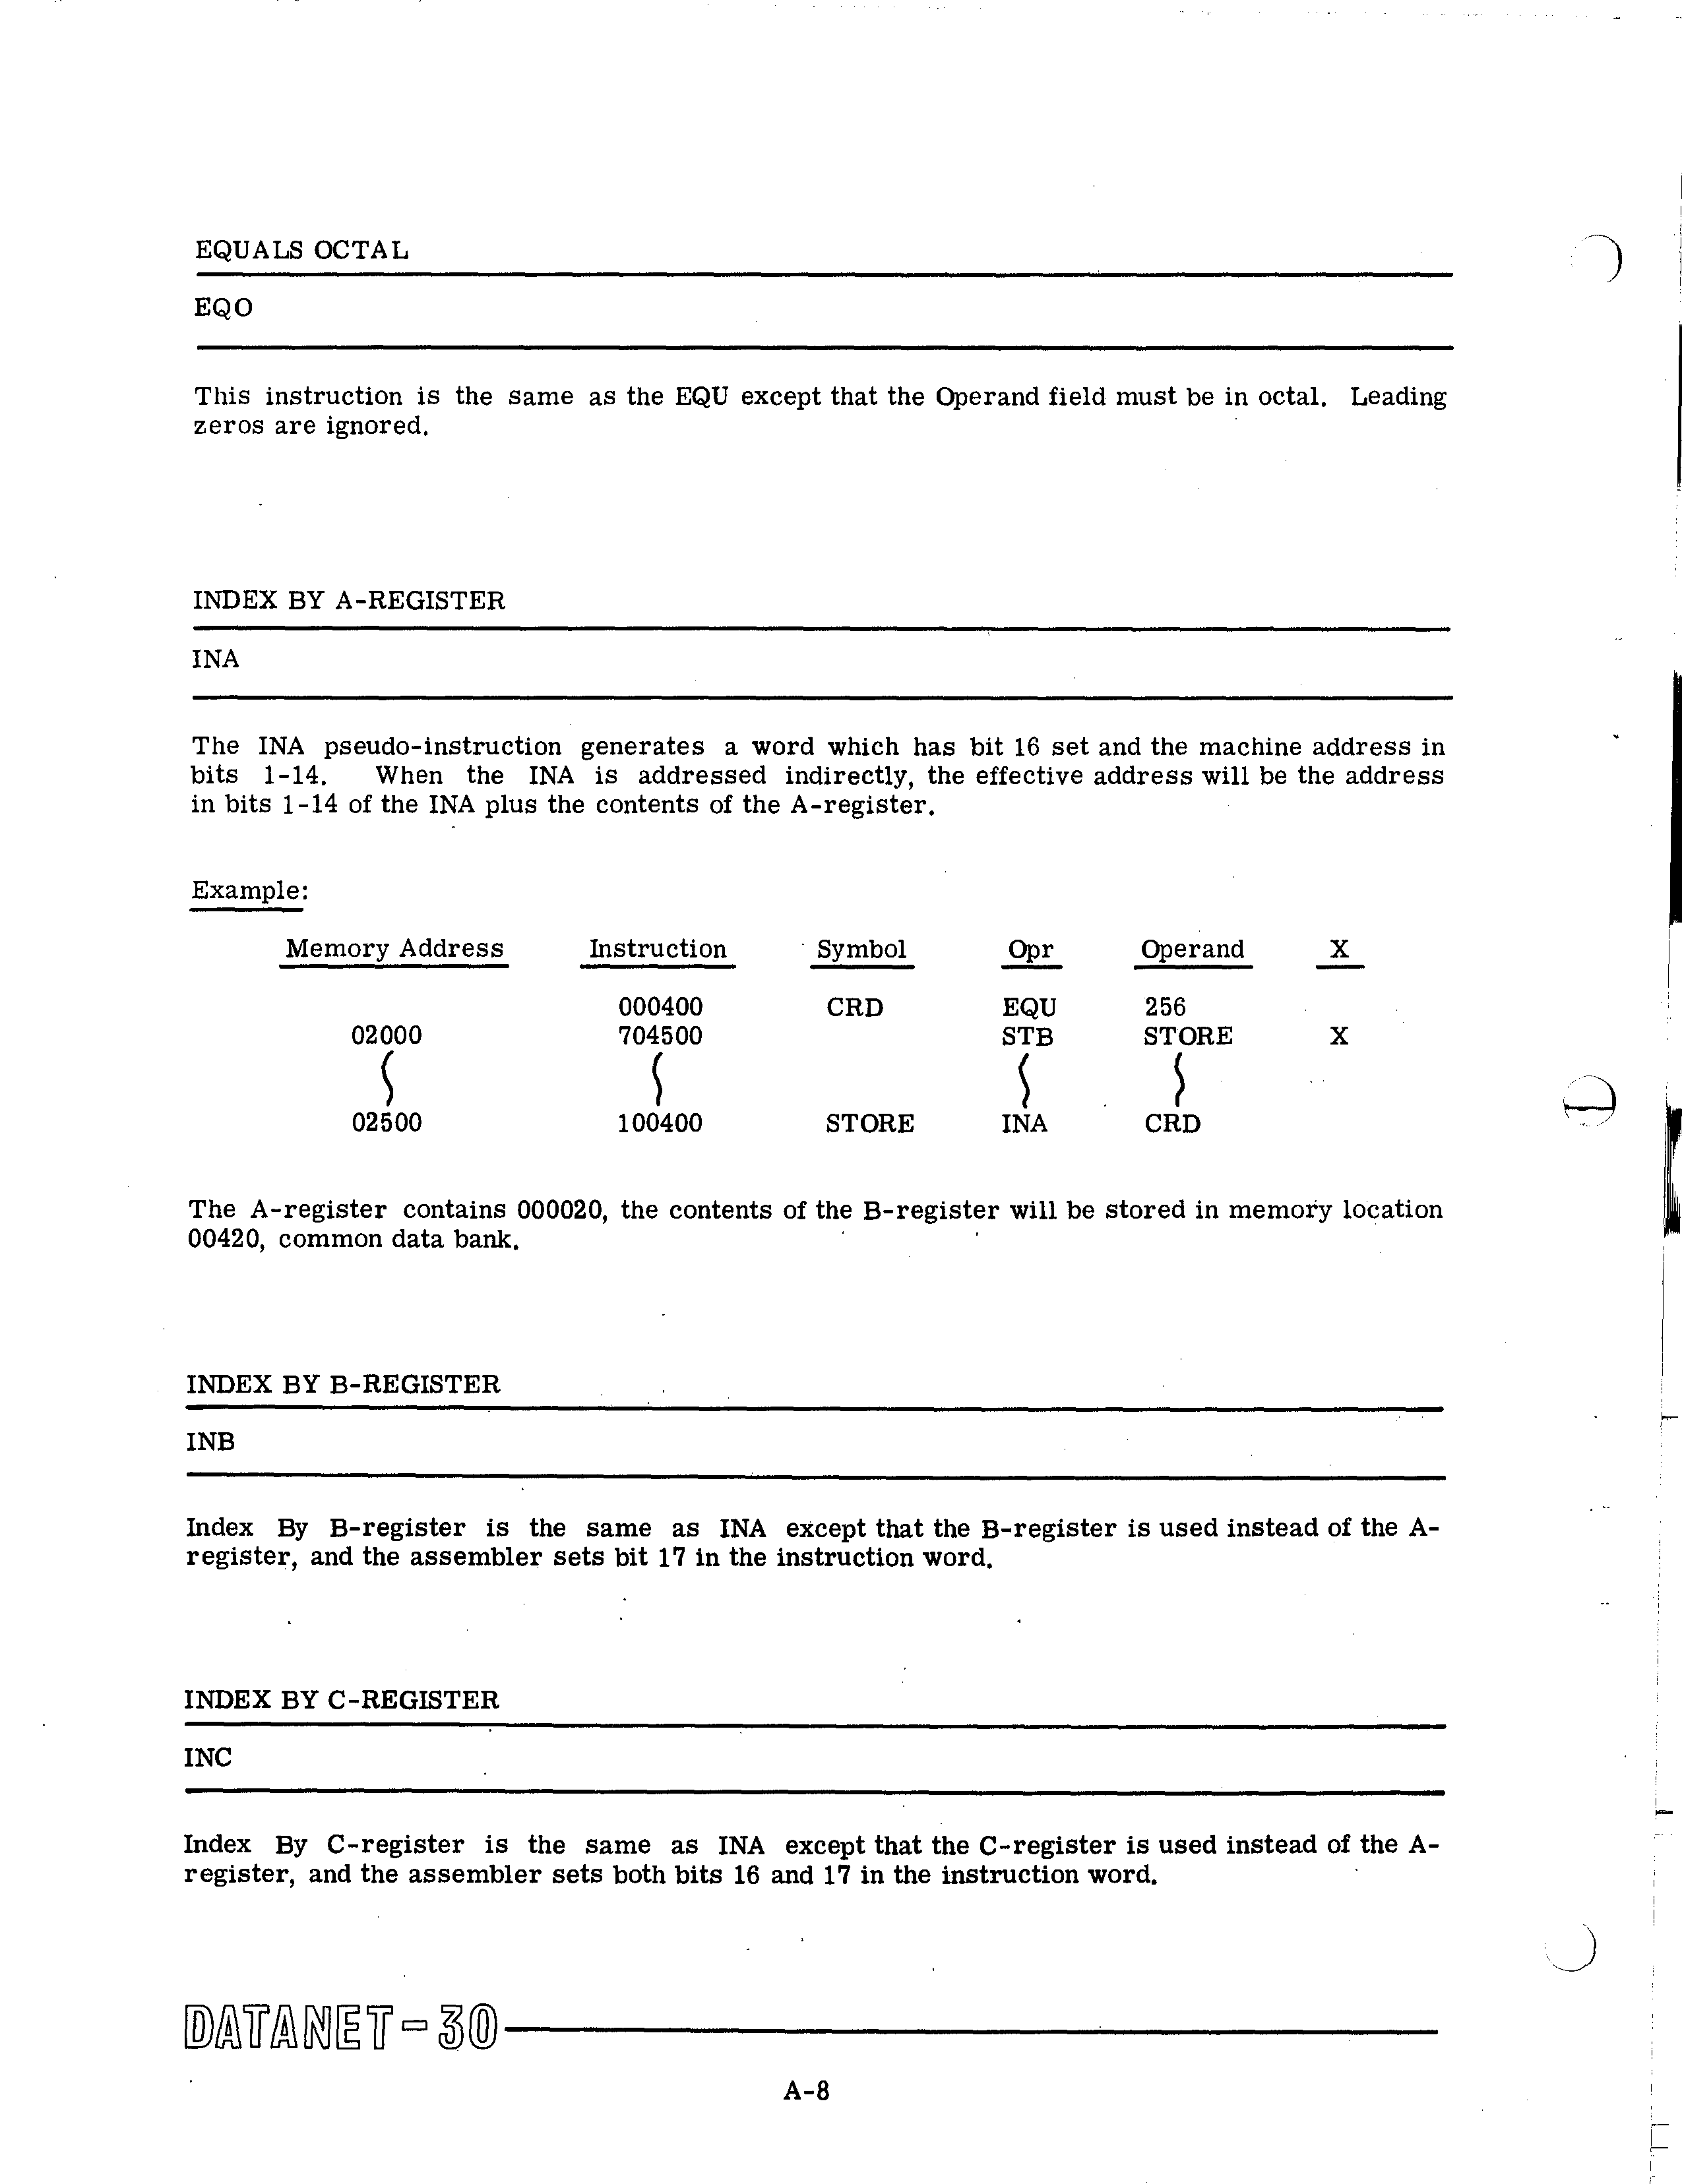 EQUALS OCTAL
EQO
This instruction is the same as the EQU except that the Operand field must be in octal. Leading
zeros are ignored.
INDEX BY A-REGISTER
INA
The INA pseudo-instruction generates a word which has bit 16 set and the machine address in
bits 1-14. When the INA is addressed indirectly, the effective address will be the address
in bits 1-14 of the INA plus the contents of the A-register.
Example:
Memory Address Instruction Symbol Opr Operand X
000400 CRD EQU 256
02000 704500 STB STORE X
02500 100400 STORE INA CRD
The A-register contains 000020, the contents of the B-register will be stored in memory location
00420, common data bank.
INDEX BY B-REGISTER
INB
Index By B-register is the same as INA except that the B-register is used instead of the A-
register, and the assembler sets bit 17 in the instruction word.
INDEX BY C-REGISTER
INC
Index By C-register is the same as INA except that the C-register is used instead of the A-
register, and the assembler sets both bits 16 and 17 in the instruction word.
DATANET-30
A-8